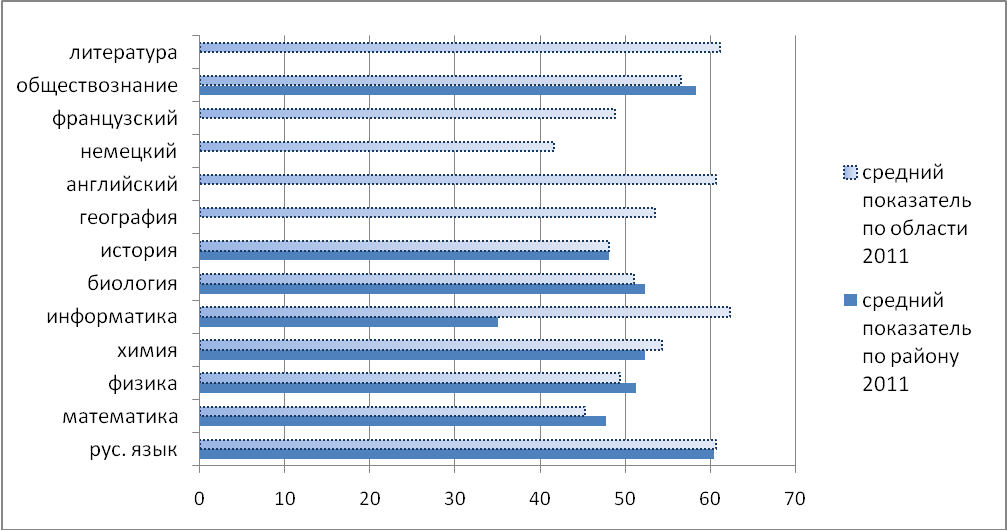 литература
обществознание
французский
немецкий
английский
география
история
биология
информатика
химия
физика
математика
рус. язык
0 10 20 30 40 50 60 70
средний
показатель
по области
2011
средний
показатель
по району
2011